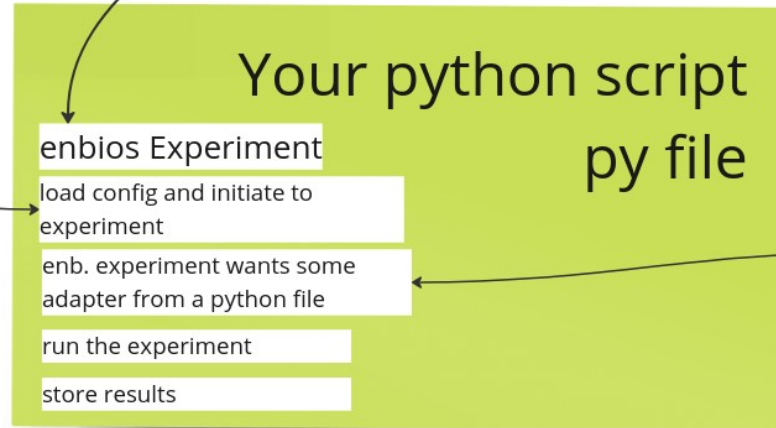 Your python script
py file
enbios Experiment
load config and initiate to
experiment
enb. experiment wants some
adapter from a python file
run the experiment
store results